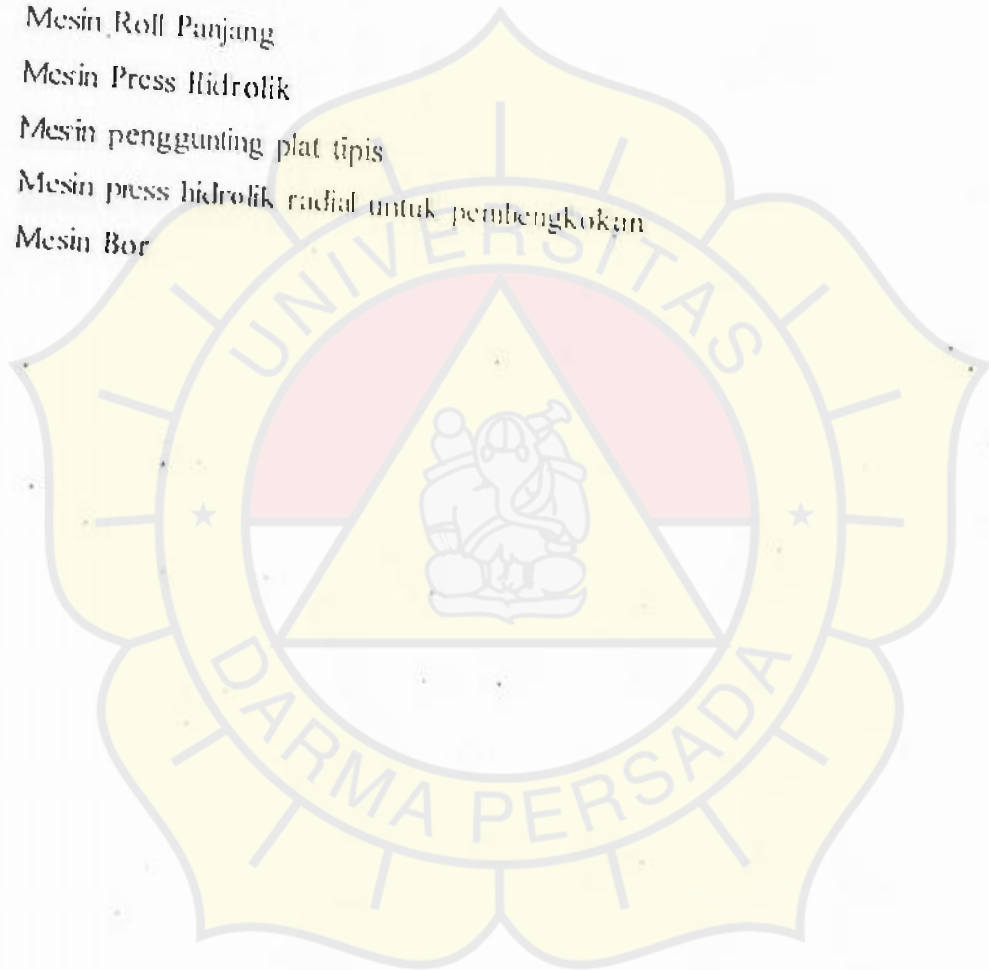 Mesin Roll Panjang
Mesin Press Hidrolik
Mesin penggunting plat tipis
Mesin press hidrolik radial untuk pembengkokan
Mesin Bor
UNIVERSITAS
DARMA PERSADA